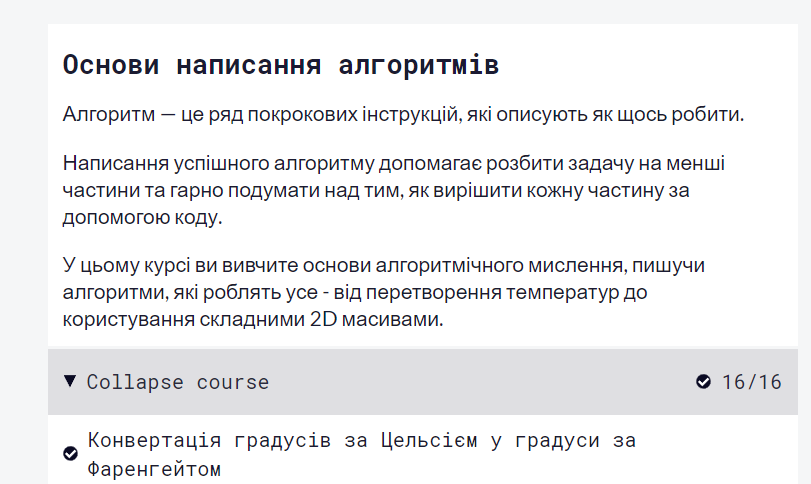 Основи написання алгоритмів
Алгоритм — це ряд покрокових інструкцій, які описують як щось робити.
Написання успішного алгоритму допомагає розбити задачу на менші
частини та гарно подумати над тим, як вирішити кожну частину за
допомогою коду.
У цьому курсі ви вивчите основи алгоритмічного мислення, пишучи
алгоритми, які роблять усе - від перетворення температур до
користування складними 2D масивами.
Collapse course 16/16
Конвертація градусів за Цельсієм у градуси за
Фаренгейтом